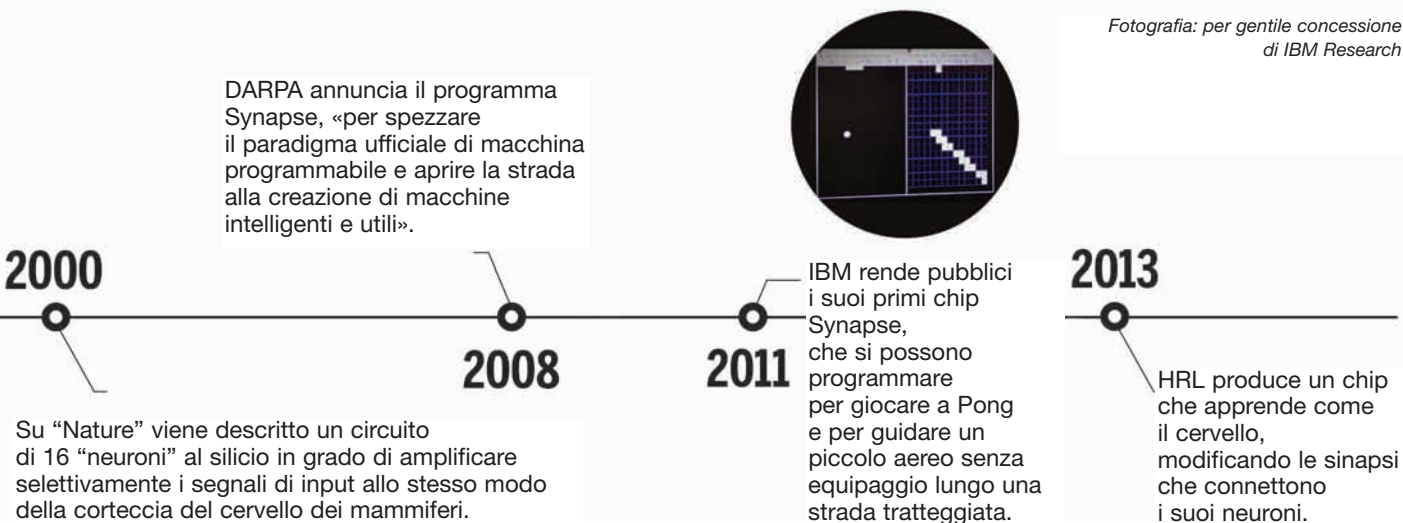 Fotografia: per gentile concessione
di IBM Research
DARPA annuncia il programma
Synapse, «per spezzare
il paradigma ufficiale di macchina
programmabile e aprire la strada
alla creazione di macchine
intelligenti e utili».
2000
2008
2011
2013
Su “Nature” viene descritto un circuito
di 16 “neuroni” al silicio in grado di amplificare
selettivamente i segnali di input allo stesso modo
della corteccia del cervello dei mammiferi.
IBM rende pubblici
i suoi primi chip
Synapse,
che si possono
programmare
per giocare a Pong
e per guidare un
piccolo aereo senza
equipaggio lungo una
strada tratteggiata.
HRL produce un chip
che apprende come
il cervello,
modificando le sinapsi
che connettono
i suoi neuroni.